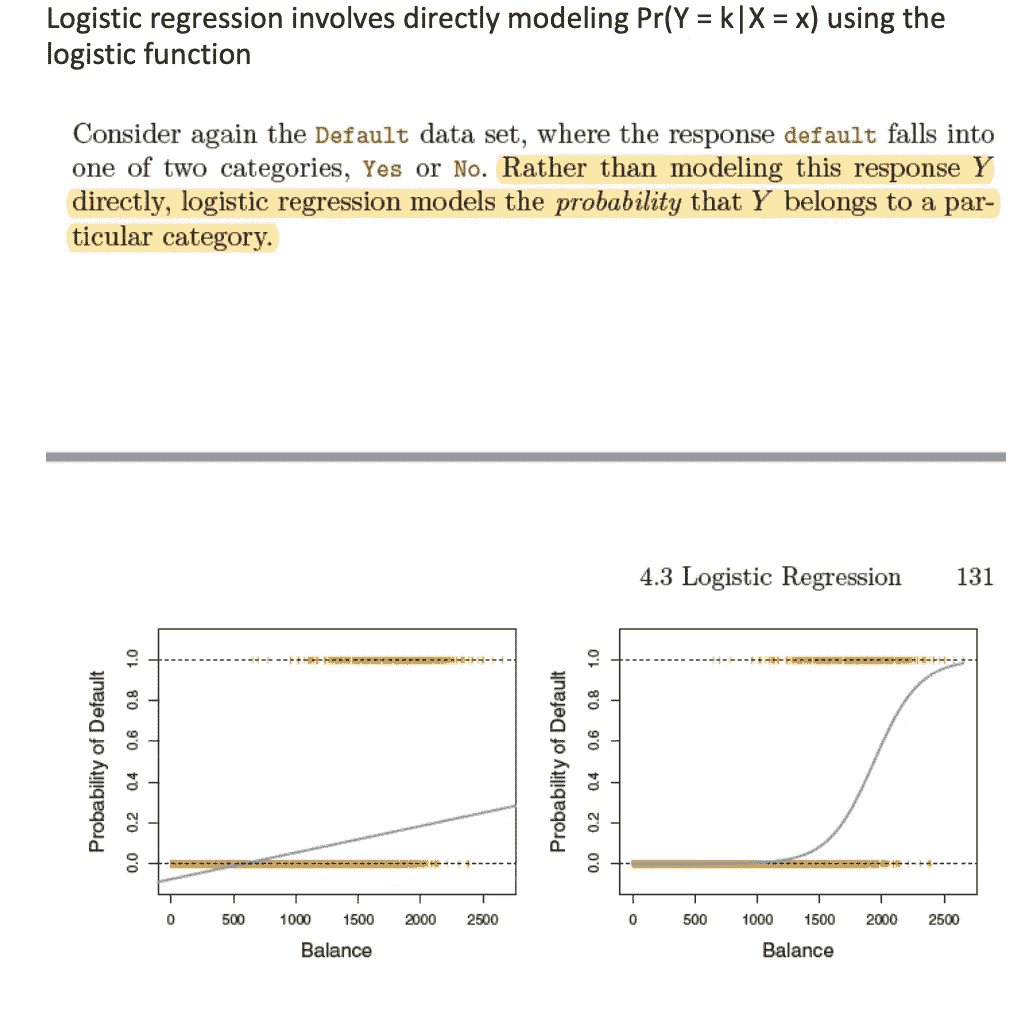 Logistic regression involves directly modeling Pr(Y = k|X = x) using the
logistic function
Consider again the Default data set, where the response default falls into
one of two categories, Yes or No. Rather than modeling this response Y
directly, logistic regression models the probability that Y belongs to a par-
ticular category.
4.3 Logistic Regression 131
Probability of Default
1.0
0.8
0.6
0.4
0.2
0.0
0 500 1000 1500 2000 2500
Balance
Probability of Default
1.0
0.8
0.6
0.4
0.2
0.0
0 500 1000 1500 2000 2500
Balance